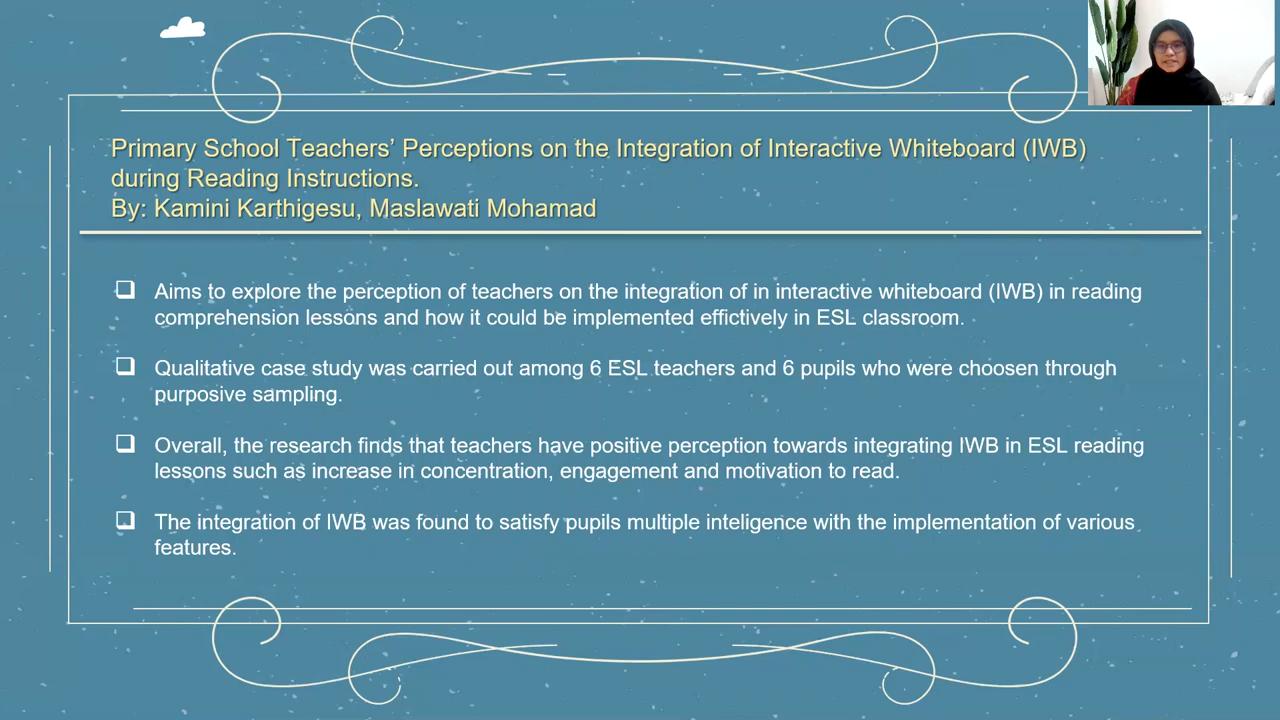 Primary School Teachers’ Perceptions on the Integration of Interactive Whiteboard (IWB)
during Reading Instructions.
By: Kamini Karthigesu, Maslawati Mohamad
Aims to explore the perception of teachers on the integration of in interactive whiteboard (IWB) in reading
comprehension lessons and how it could be implemented effictively in ESL classroom.
Qualitative case study was carried out among 6 ESL teachers and 6 pupils who were choosen through
purposive sampling.
Overall, the research finds that teachers have positive perception towards integrating IWB in ESL reading
lessons such as increase in concentration, engagement and motivation to read.
The integration of IWB was found to satisfy pupils multiple inteligence with the implementation of various
features.